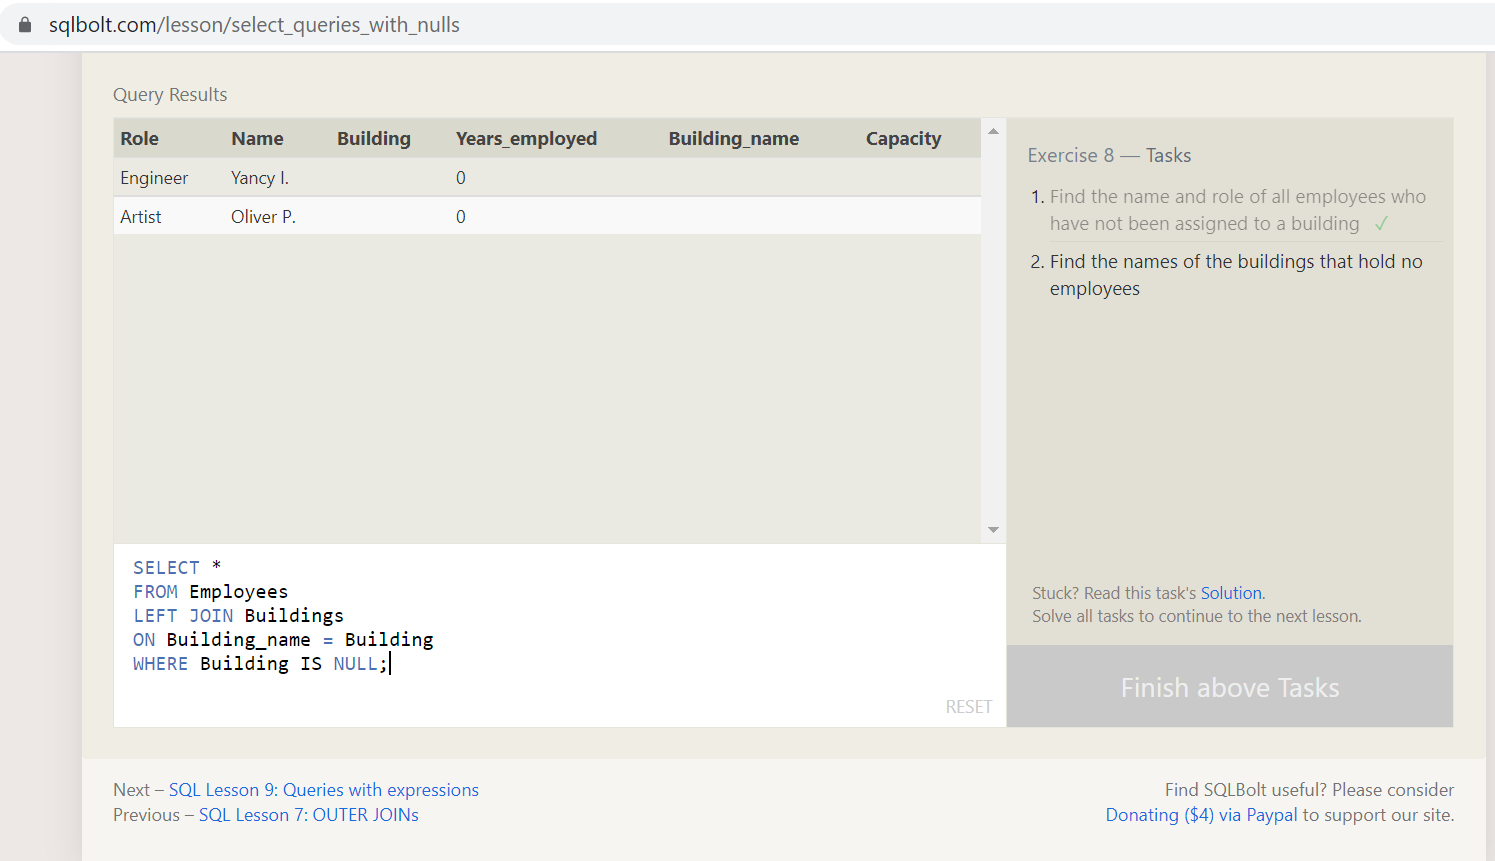 sqlbolt.com/lesson/select_queries_with_nulls
Query Results
Role Name Building Years_employed Building_name Capacity
Engineer Yancy I. 0
Artist Oliver P. 0
Exercise 8 — Tasks
1. Find the name and role of all employees who
have not been assigned to a building ✓
2. Find the names of the buildings that hold no
employees
Stuck? Read this task's Solution.
Solve all tasks to continue to the next lesson.
Finish above Tasks
SELECT *
FROM Employees
LEFT JOIN Buildings
ON Building_name = Building
WHERE Building IS NULL;
RESET
Next – SQL Lesson 9: Queries with expressions
Previous – SQL Lesson 7: OUTER JOINs
Find SQLBolt useful? Please consider
Donating ($4) via Paypal to support our site.